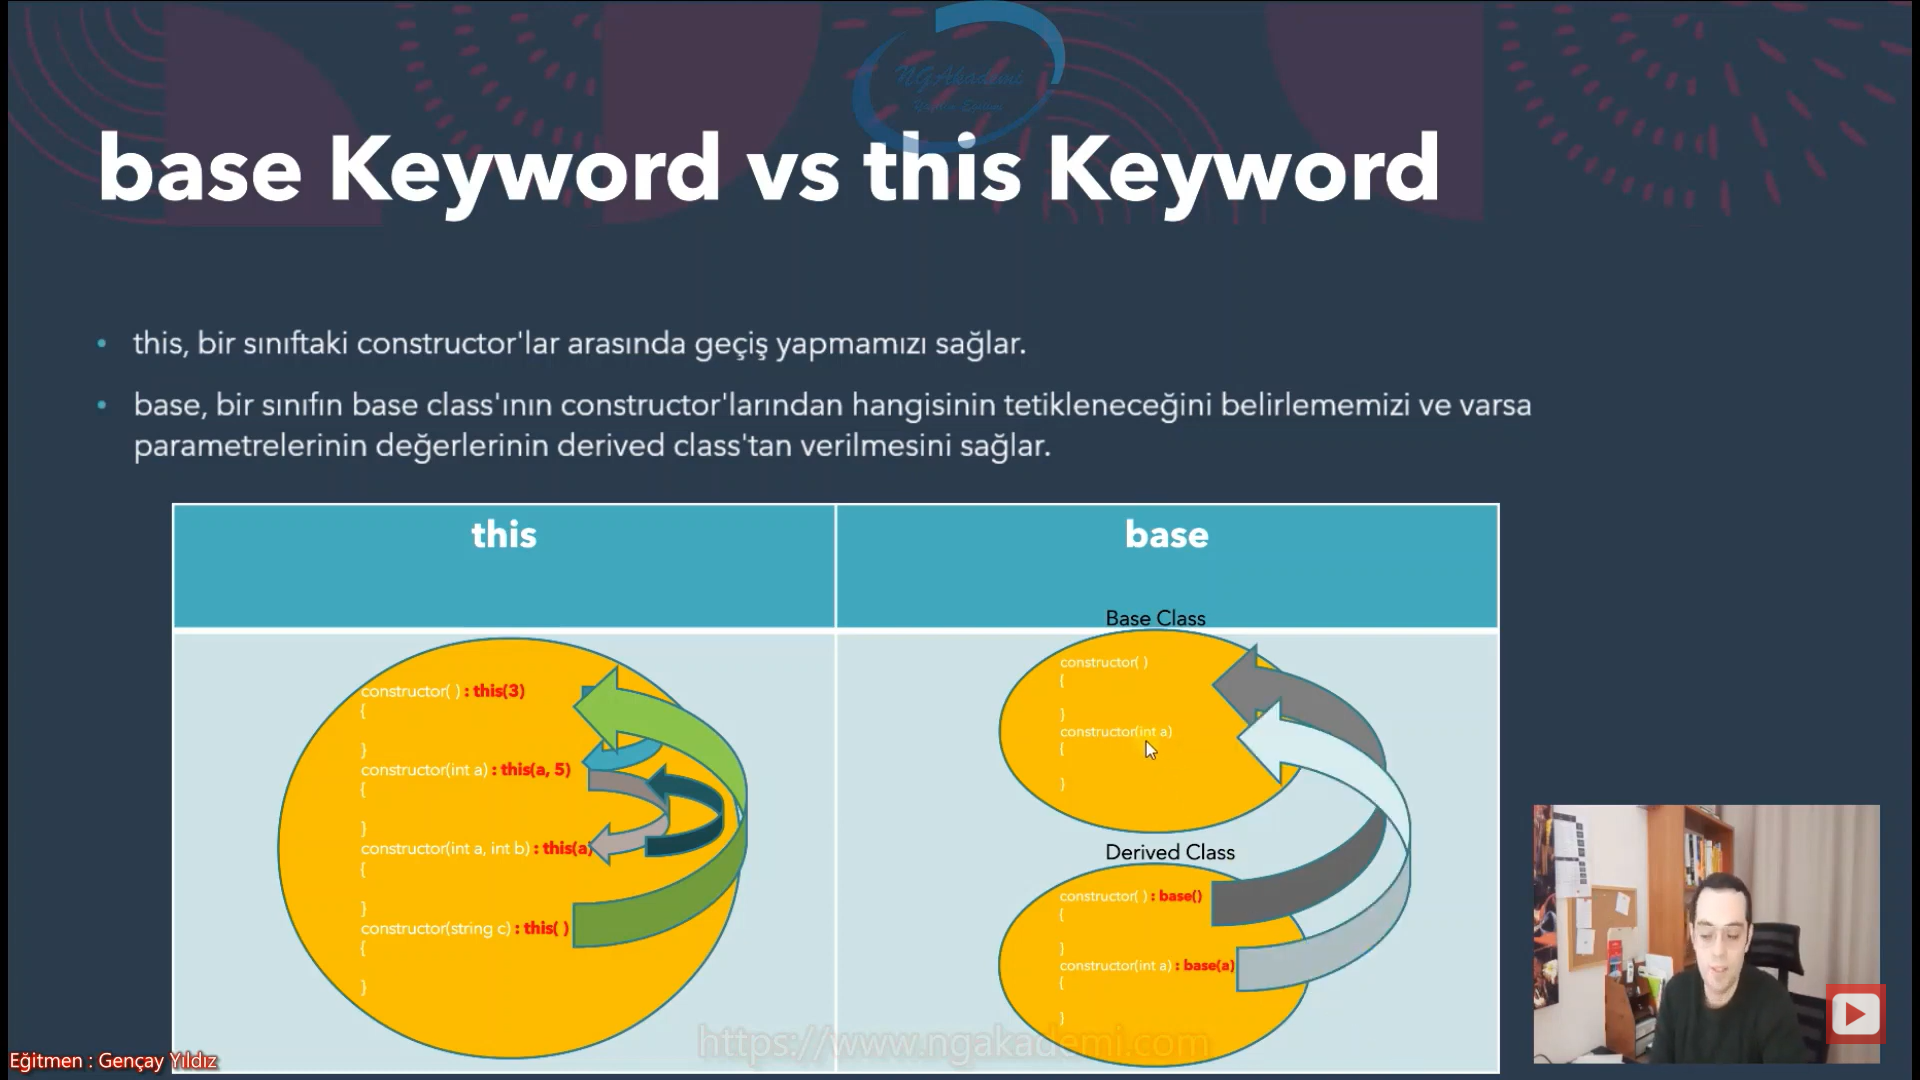 NGAkademi
base Keyword vs this Keyword
• this, bir sınıftaki constructor'lar arasında geçiş yapmamızı sağlar.
• base, bir sınıfın base class'ının constructor'larından hangisinin tetikleneceğini belirlememizi ve varsa
parametrelerinin değerlerinin derived class'tan verilmesini sağlar.
this
constructor( ) : this(3)
{
}
constructor(int a) : this(a, 5)
{
}
constructor(int a, int b) : this(a)
{
}
constructor(string c) : this( )
{
}
base
Base Class
constructor( )
{
}
constructor(int a)
{
}
Derived Class
constructor( ) : base()
{
}
constructor(int a) : base(a)
{
}
https://www.ngakademi.com
Eğitmen : Gençay Yıldız